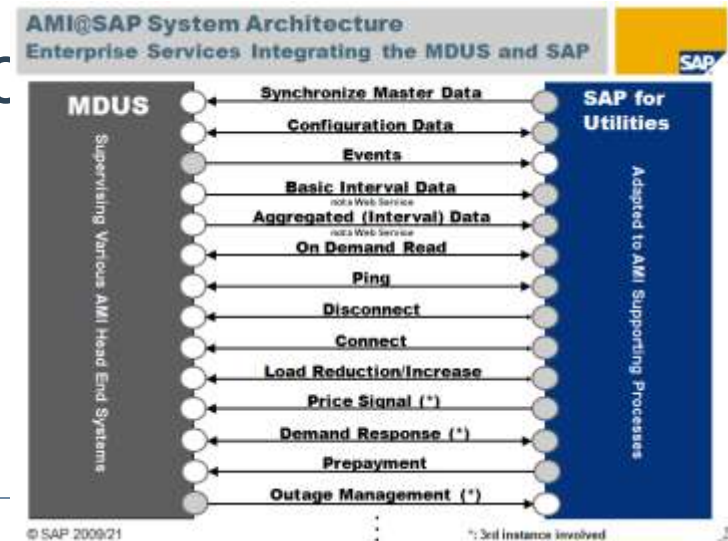 AMI@SAP System Architecture
Enterprise Services Integrating the MDUS and SAP
SAP
C
MDUS
Supervising Various AMI Head End Systems
Synchronize Master Data
Configuration Data
Events
Basic Interval Data
not a Web Service
Aggregated (Interval) Data
not a Web Service
On Demand Read
Ping
Disconnect
Connect
Load Reduction/Increase
Price Signal (*)
Demand Response (*)
Prepayment
Outage Management (*)
SAP for
Utilities
Adapted to AMI Supporting Processes
© SAP 2009/21
*: 3rd instance involved